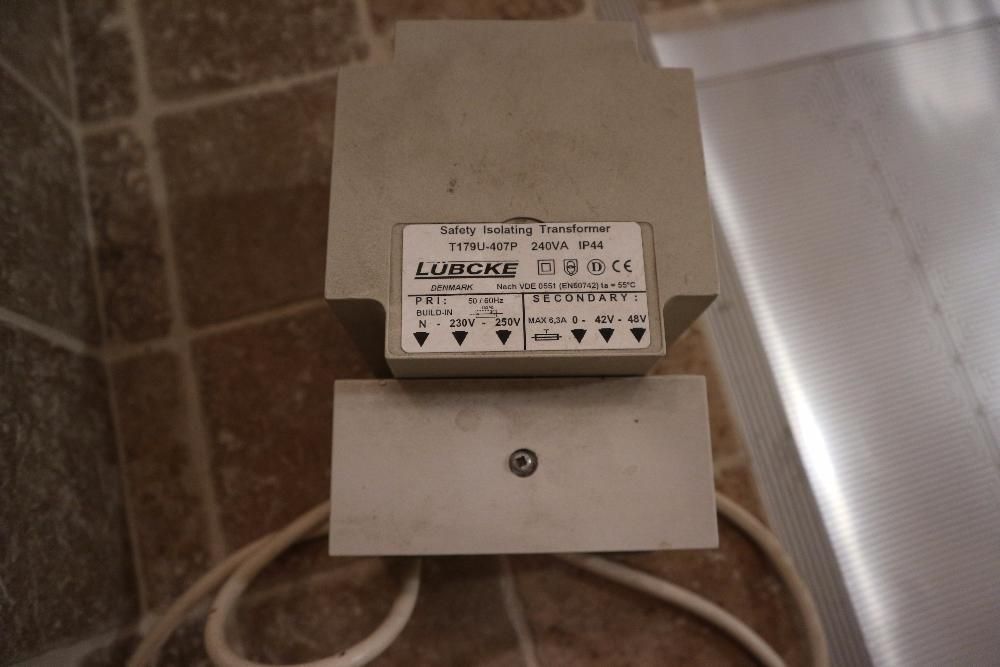 Safety Isolating Transformer
T179U-407P 240VA IP44
LÜBCKE D CE
DENMARK Nach VDE 0551 (EN60742) ta = 55°C
PRI: 50 / 60Hz
BUILD-IN
N - 230V - 250V
SECONDARY:
MAX 6,3A 0 - 42V - 48V
T